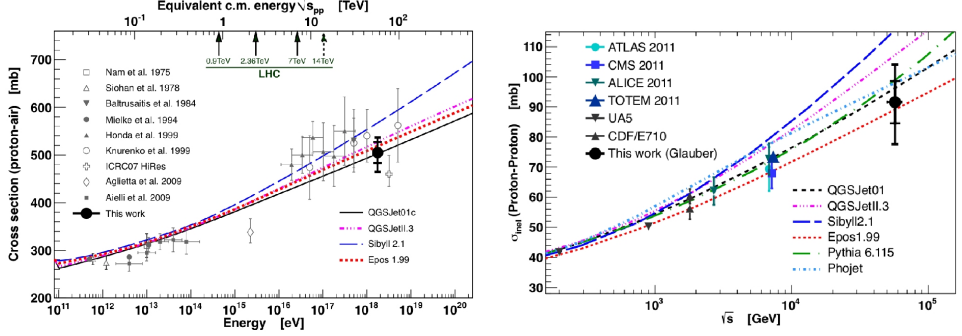 Equivalent c.m. energy √s_pp [TeV]
10^-1 1 10 10^2
0.9TeV 2.36TeV 7TeV 14TeV
LHC
Cross section (proton-air) [mb]
700
600
500
400
300
200
Nam et al. 1975
Siohan et al. 1978
Baltrusaitis et al. 1984
Mielke et al. 1994
Honda et al. 1999
Knurenko et al. 1999
ICRC07 HiRes
Aglietta et al. 2009
Aielli et al. 2009
This work
QGSJet01c
QGSJetII.3
Sibyll 2.1
Epos 1.99
10^11 10^12 10^13 10^14 10^15 10^16 10^17 10^18 10^19 10^20
Energy [eV]
σ_inel (Proton-Proton) [mb]
110
100
90
80
70
60
50
40
30
ATLAS 2011
CMS 2011
ALICE 2011
TOTEM 2011
UA5
CDF/E710
This work (Glauber)
QGSJet01
QGSJetII.3
Sibyll2.1
Epos1.99
Pythia 6.115
Phojet
10^3 10^4 10^5
√s [GeV]